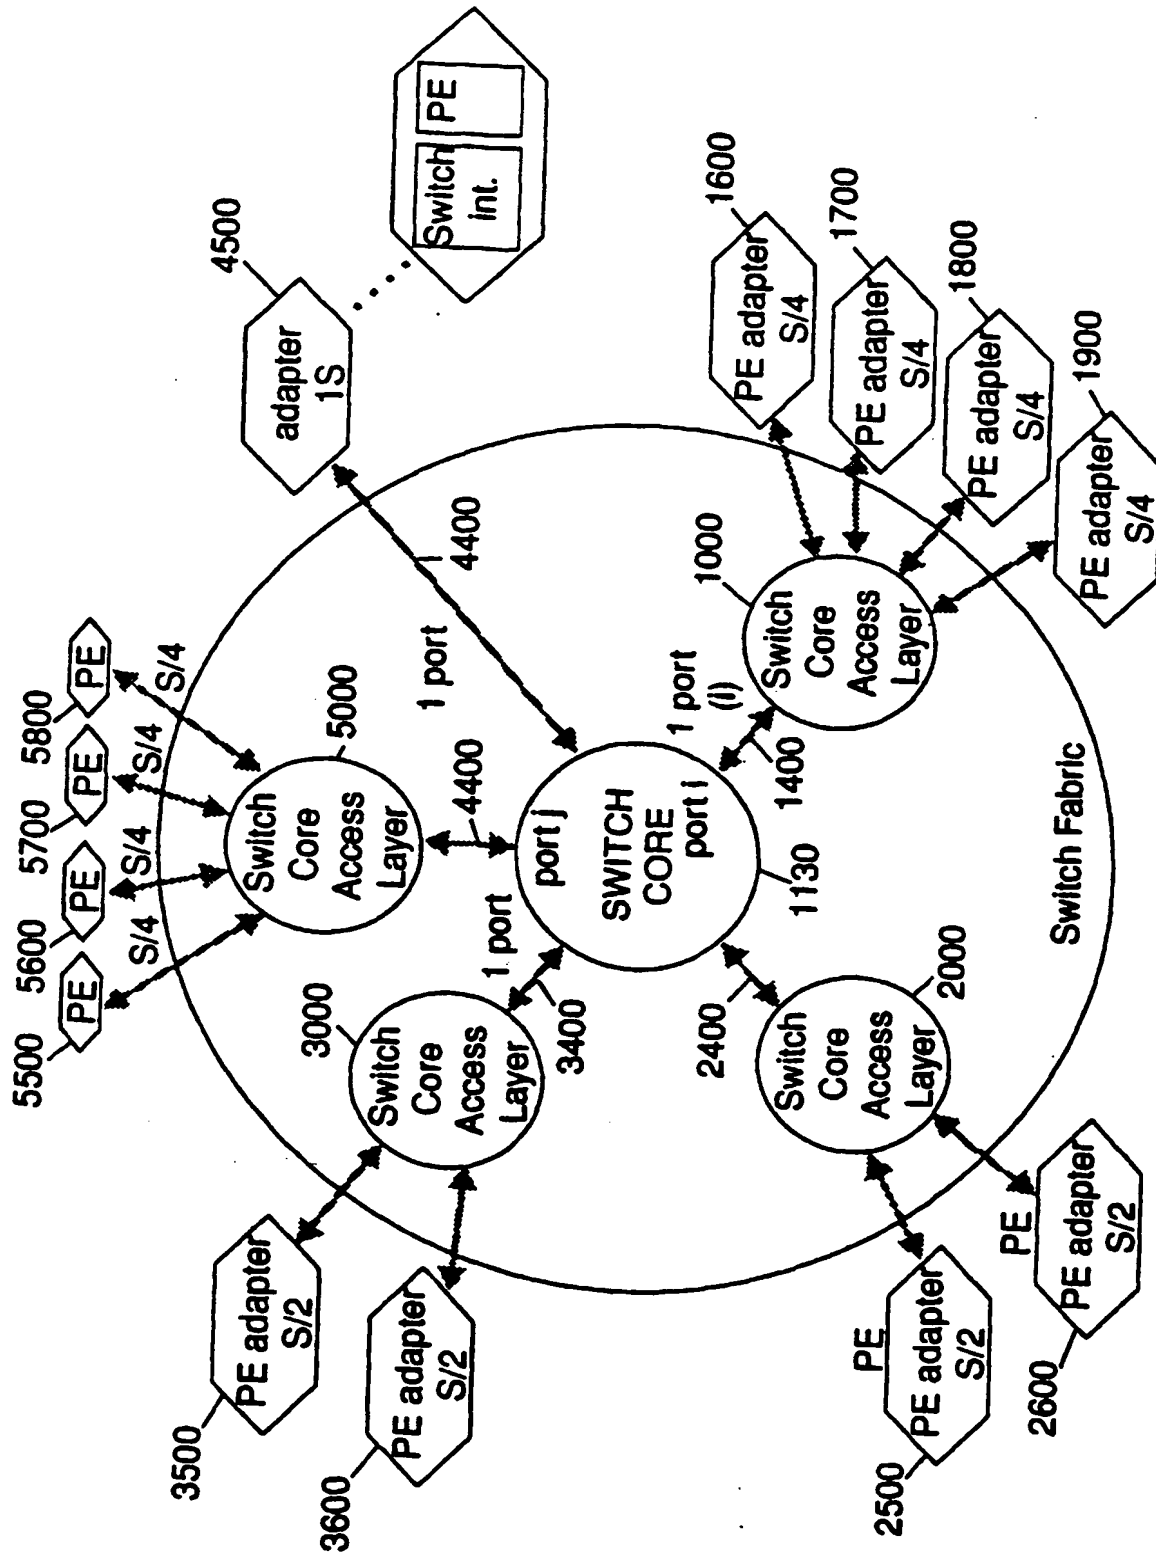 3500
PE adapter
S/2
3600
PE adapter
S/2
3000
Switch
Core
Access
Layer
1 port
3400
5500
PE
5600
PE
5700
PE
5800
PE
S/4
S/4
S/4
S/4
Switch
Core
Access
Layer
5000
4400
1 port
4400
4500
adapter
1S
Switch
int.
PE
port j
SWITCH
CORE
port i
1130
2400
2000
Switch
Core
Access
Layer
2500
PE
PE adapter
S/2
2600
PE
PE adapter
S/2
1 port
(i)
1400
1000
Switch
Core
Access
Layer
1600
PE adapter
S/4
1700
PE adapter
S/4
1800
PE adapter
S/4
1900
PE adapter
S/4
Switch Fabric